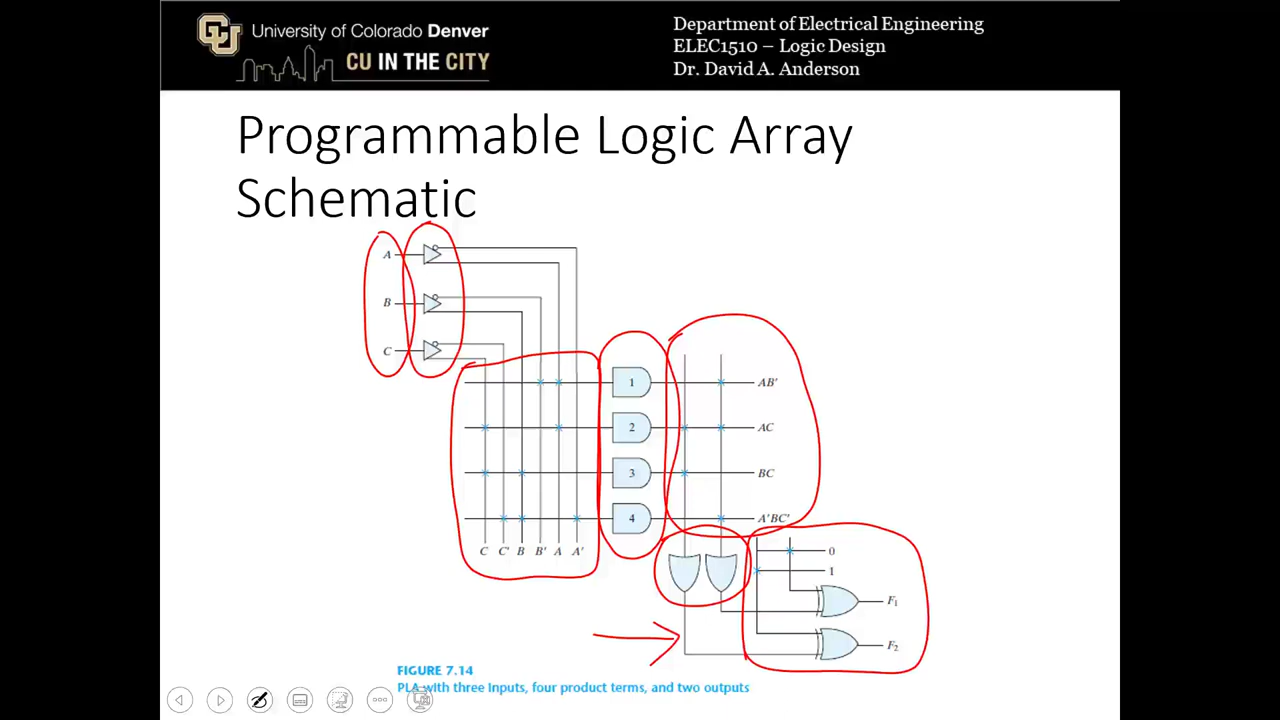 University of Colorado Denver
CU IN THE CITY
Department of Electrical Engineering
ELEC1510 – Logic Design
Dr. David A. Anderson
Programmable Logic Array
Schematic
A
B
C
1
AB'
2
AC
3
BC
4
A'BC'
C C' B B' A A'
0
1
F1
F2
FIGURE 7.14
PLA with three inputs, four product terms, and two outputs